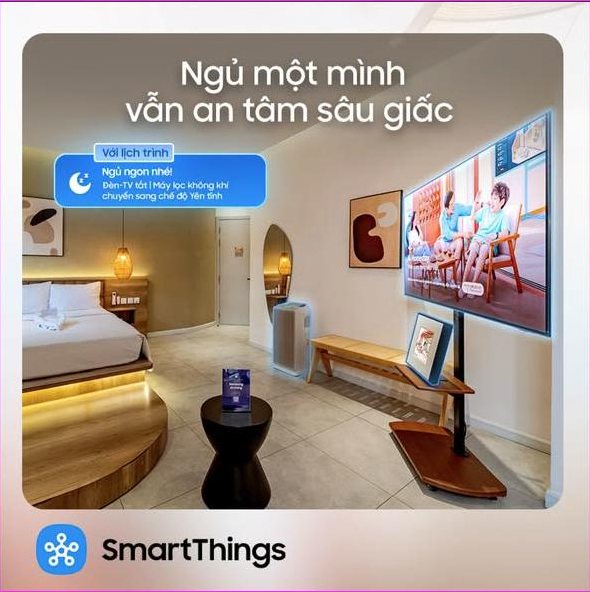 Ngủ một mình
vẫn an tâm sâu giấc
Với lịch trình
Ngủ ngon nhé!
Đèn-TV tắt | Máy lọc không khí
chuyển sang chế độ Yên tĩnh
SmartThings